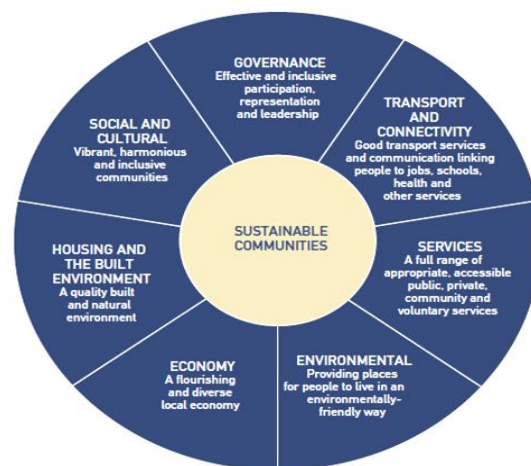 GOVERNANCE
Effective and inclusive
participation,
representation
and leadership
TRANSPORT
AND
CONNECTIVITY
Good transport services
and communication linking
people to jobs, schools,
health and
other services
SERVICES
A full range of
appropriate, accessible
public, private,
community and
voluntary services
ENVIRONMENTAL
Providing places
for people to live in an
environmentally-
friendly way
ECONOMY
A flourishing
and diverse
local economy
HOUSING AND
THE BUILT
ENVIRONMENT
A quality built
and natural
environment
SOCIAL AND
CULTURAL
Vibrant, harmonious
and inclusive
communities
SUSTAINABLE
COMMUNITIES